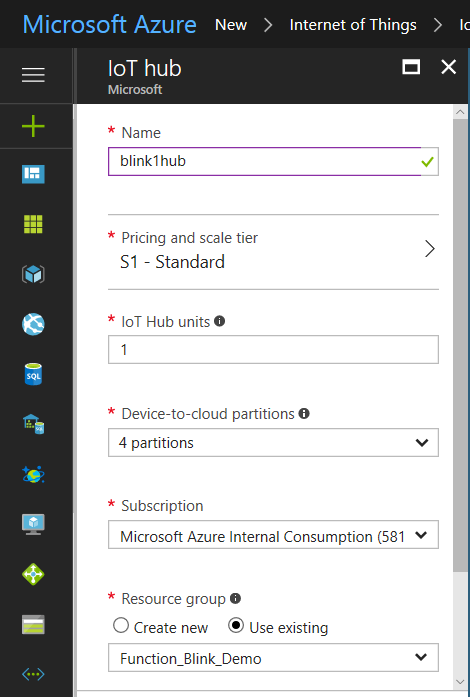 Microsoft Azure New > Internet of Things >
IoT hub
Microsoft
* Name
blink1hub
* Pricing and scale tier
S1 - Standard
* IoT Hub units
1
* Device-to-cloud partitions
4 partitions
* Subscription
Microsoft Azure Internal Consumption (581
* Resource group
Create new Use existing
Function_Blink_Demo
SQL